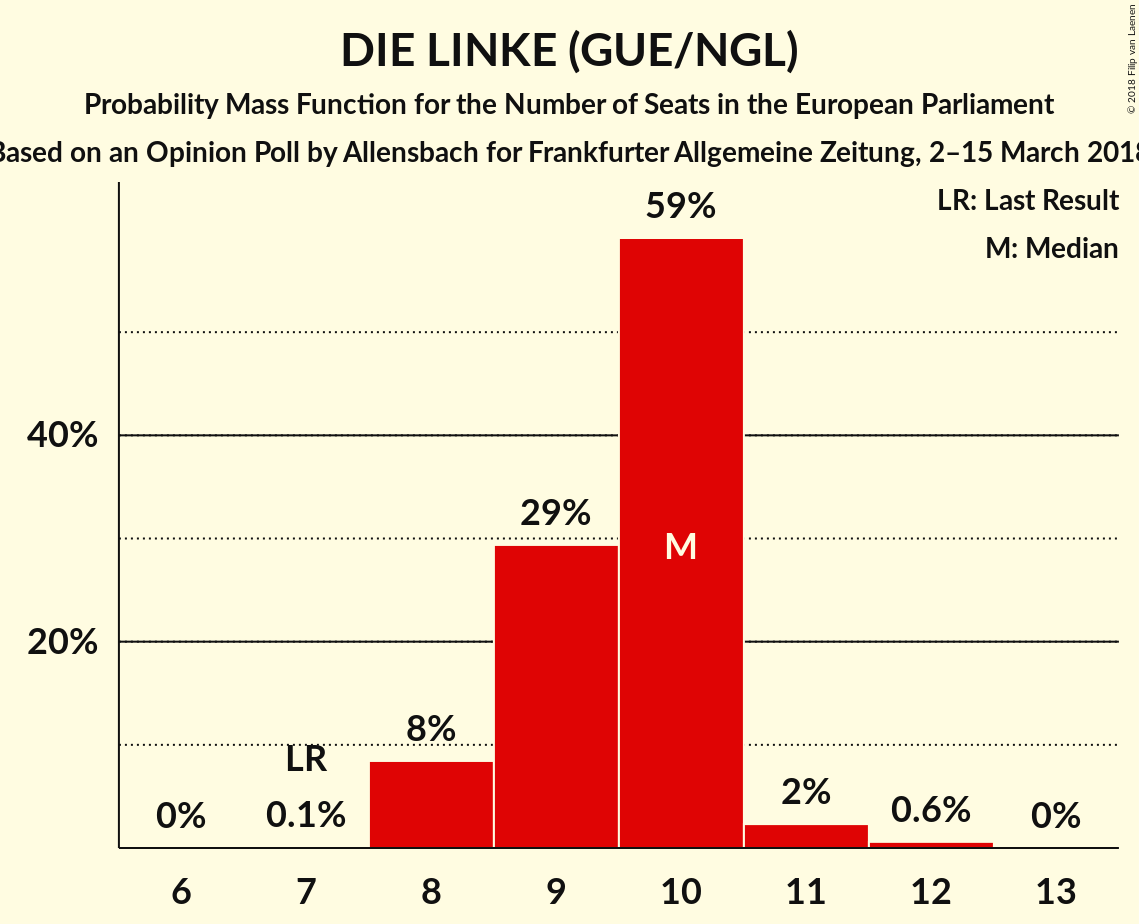 DIE LINKE (GUE/NGL)
Probability Mass Function for the Number of Seats in the European Parliament
Based on an Opinion Poll by Allensbach for Frankfurter Allgemeine Zeitung, 2–15 March 2018
© 2018 Filip van Laenen
LR: Last Result
M: Median
59%
40%
29%
M
20%
8%
LR
0%
0.1%
2%
0.6%
0%
6 7 8 9 10 11 12 13